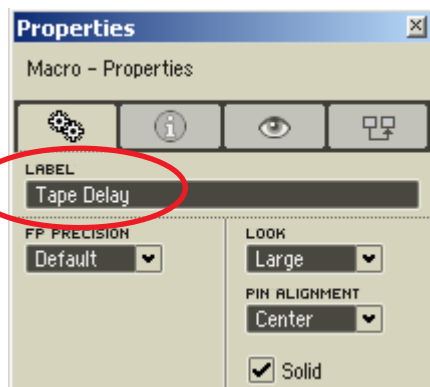 Properties
Macro – Properties
LABEL
Tape Delay
FP PRECISION
Default
LOOK
Large
PIN ALIGNMENT
Center
Solid